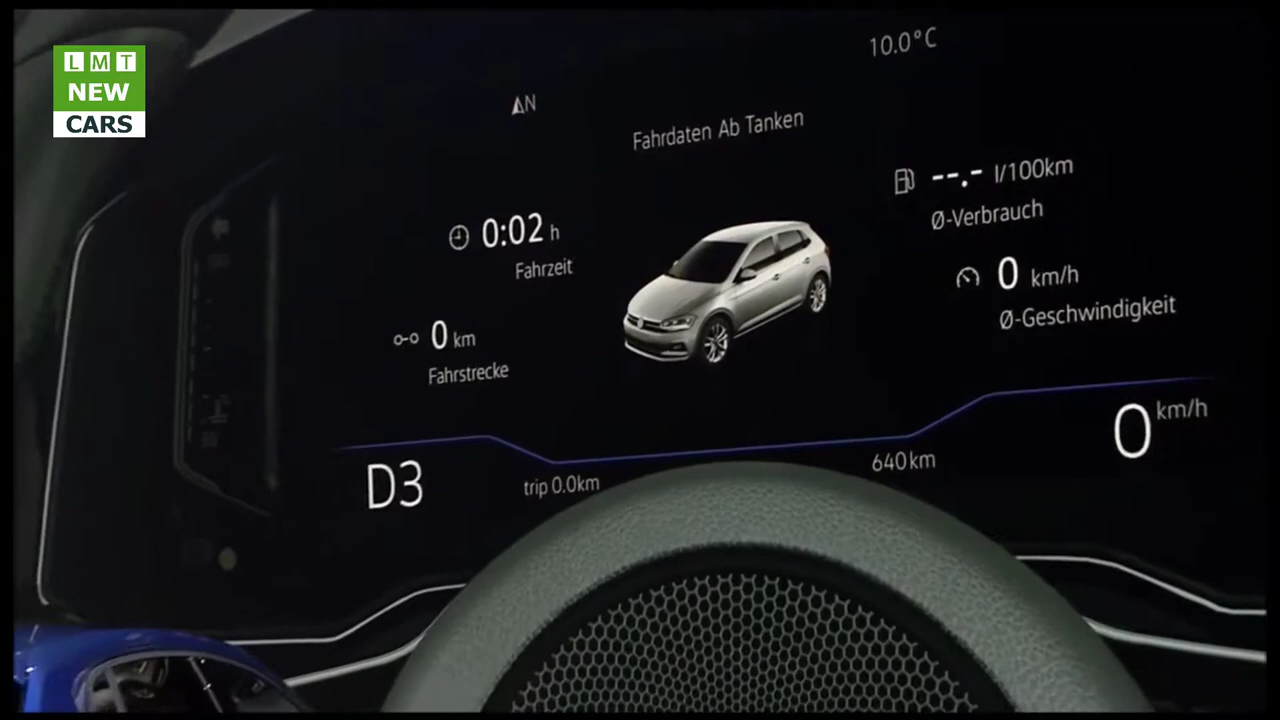 LMT
NEW
CARS
10.0°C
N
Fahrdaten Ab Tanken
--.- l/100km
Ø-Verbrauch
0:02 h
Fahrzeit
0 km/h
Ø-Geschwindigkeit
0 km
Fahrstrecke
D3
trip 0.0km
640km
0 km/h